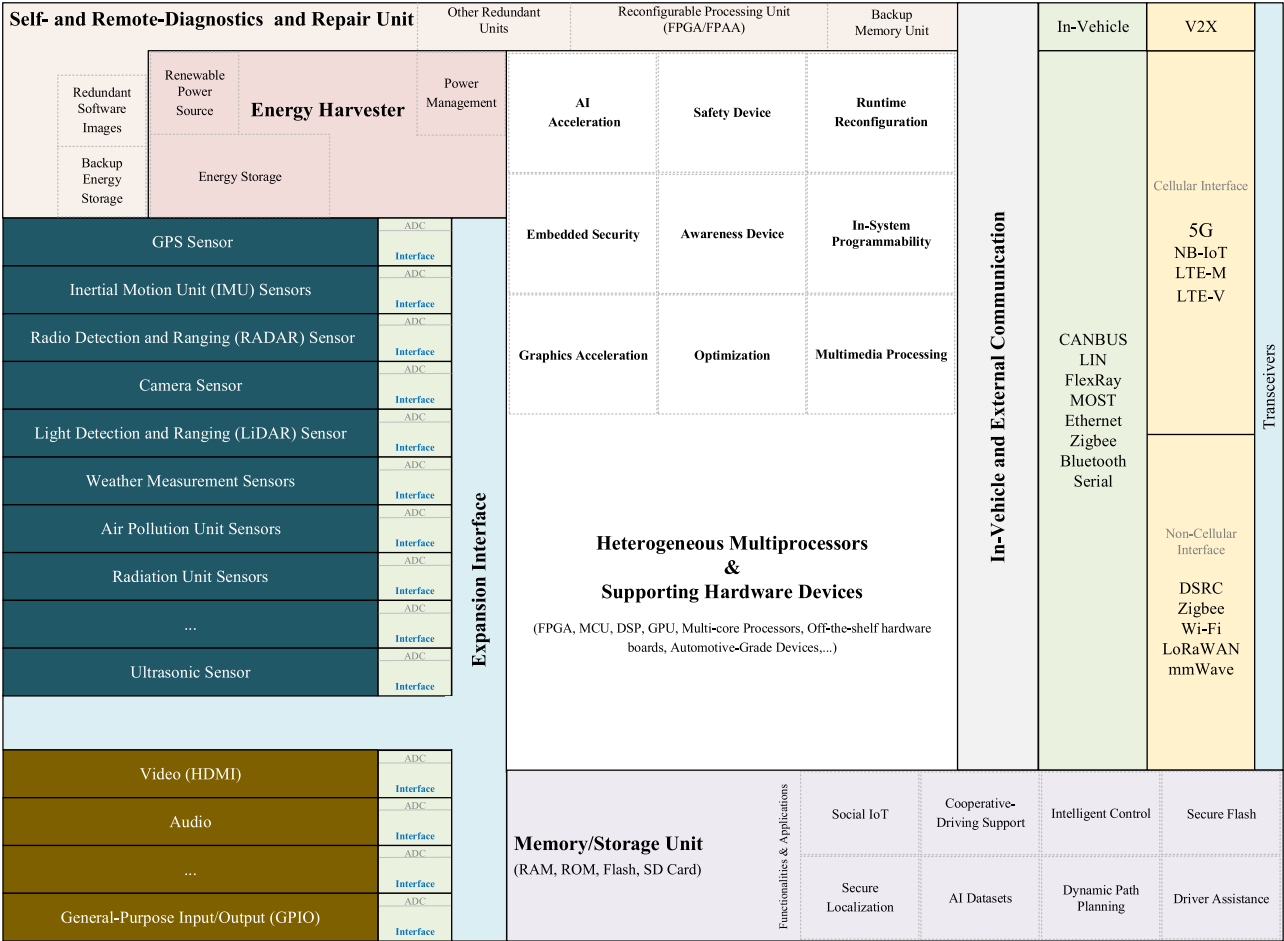 Self- and Remote-Diagnostics and Repair Unit
Other Redundant
Units
Reconfigurable Processing Unit
(FPGA/FPAA)
Backup
Memory Unit
Redundant
Software
Images
Backup
Energy
Storage
Renewable
Power
Source
Energy Harvester
Power
Management
Energy Storage
GPS Sensor
ADC
Interface
Inertial Motion Unit (IMU) Sensors
ADC
Interface
Radio Detection and Ranging (RADAR) Sensor
ADC
Interface
Camera Sensor
ADC
Interface
Light Detection and Ranging (LiDAR) Sensor
ADC
Interface
Weather Measurement Sensors
ADC
Interface
Air Pollution Unit Sensors
ADC
Interface
Radiation Unit Sensors
ADC
Interface
...
ADC
Interface
Ultrasonic Sensor
ADC
Interface
Video (HDMI)
ADC
Interface
Audio
ADC
Interface
...
ADC
Interface
General-Purpose Input/Output (GPIO)
ADC
Interface
Expansion Interface
AI
Acceleration
Safety Device
Runtime
Reconfiguration
Embedded Security
Awareness Device
In-System
Programmability
Graphics Acceleration
Optimization
Multimedia Processing
Heterogeneous Multiprocessors
&
Supporting Hardware Devices
(FPGA, MCU, DSP, GPU, Multi-core Processors, Off-the-shelf hardware
boards, Automotive-Grade Devices,...)
In-Vehicle and External Communication
In-Vehicle
CANBUS
LIN
FlexRay
MOST
Ethernet
Zigbee
Bluetooth
Serial
V2X
Cellular Interface
5G
NB-IoT
LTE-M
LTE-V
Non-Cellular
Interface
DSRC
Zigbee
Wi-Fi
LoRaWAN
mmWave
Transceivers
Memory/Storage Unit
(RAM, ROM, Flash, SD Card)
Functionalities & Applications
Social IoT
Cooperative-
Driving Support
Intelligent Control
Secure Flash
Secure
Localization
AI Datasets
Dynamic Path
Planning
Driver Assistance